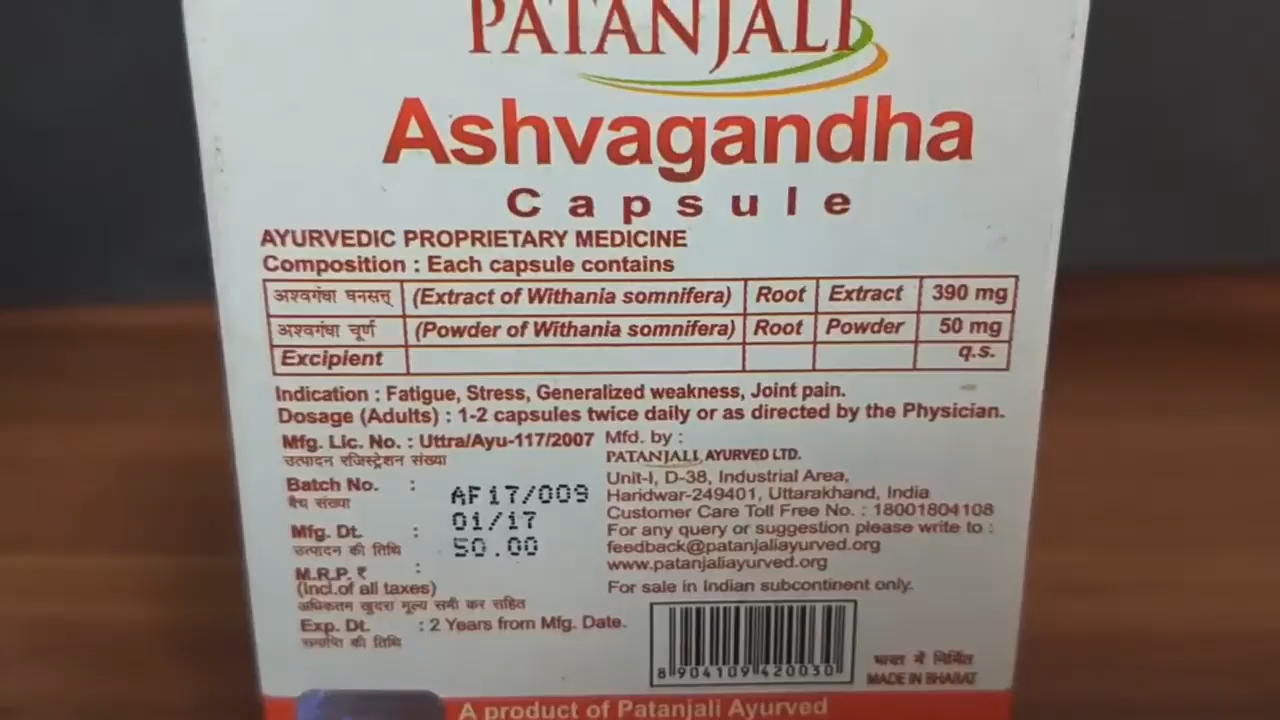 PATANJALI
Ashvagandha
Capsule
AYURVEDIC PROPRIETARY MEDICINE
Composition : Each capsule contains
अश्वगंधा घनसत् (Extract of Withania somnifera) Root Extract 390 mg
अश्वगंधा चूर्ण (Powder of Withania somnifera) Root Powder 50 mg
Excipient q.s.
Indication : Fatigue, Stress, Generalized weakness, Joint pain.
Dosage (Adults) : 1-2 capsules twice daily or as directed by the Physician.
Mfg. Lic. No. : Uttra/Ayu-117/2007
उत्पादन रजिस्ट्रेशन संख्या
Batch No. : AF17/009
बैच संख्या
Mfg. Dt. : 01/17
उत्पादन की तिथि
M.R.P. ₹ : 50.00
(Incl.of all taxes)
अधिकतम खुदरा मूल्य सभी कर सहित
Exp. Dt. : 2 Years from Mfg. Date.
समाप्ति की तिथि
Mfd. by :
PATANJALI AYURVED LTD.
Unit-I, D-38, Industrial Area,
Haridwar-249401, Uttarakhand, India
Customer Care Toll Free No. : 18001804108
For any query or suggestion please write to :
feedback@patanjaliayurved.org
www.patanjaliayurved.org
For sale in Indian subcontinent only.
8 904109 420030
भारत में निर्मित
MADE IN BHARAT
A product of Patanjali Ayurved